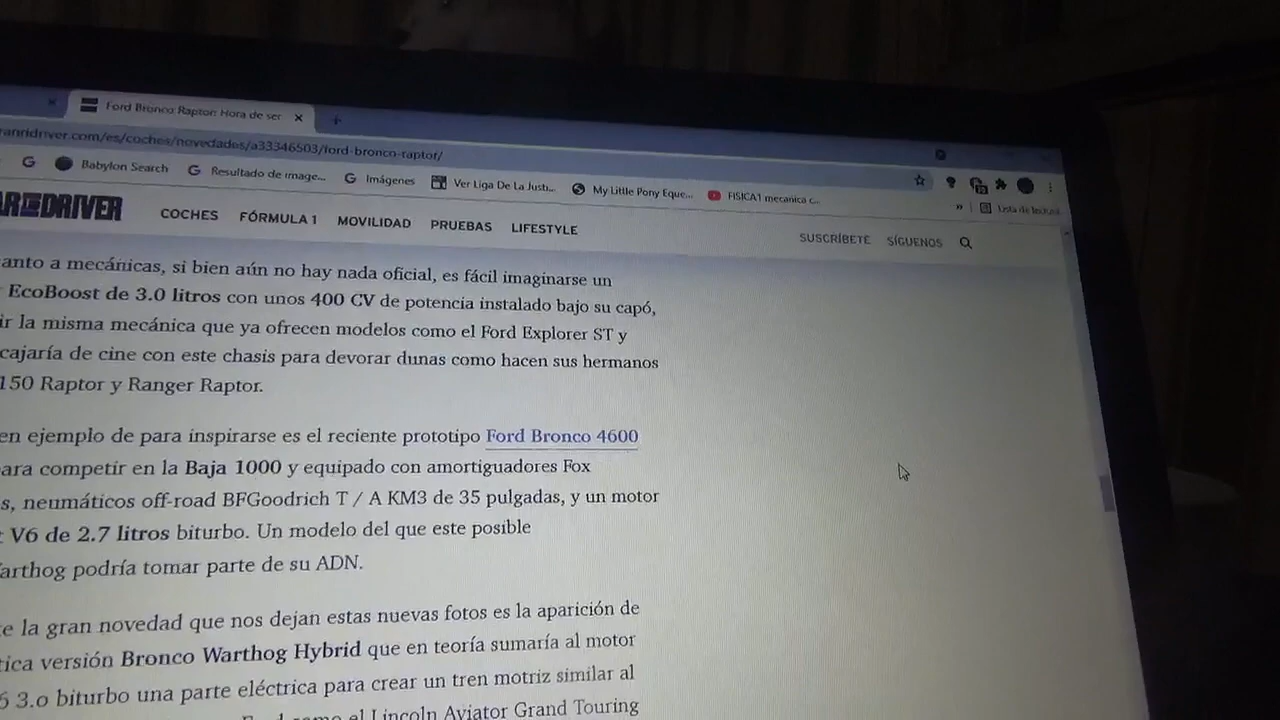 Ford Bronco Raptor: Hora de ser
anridriver.com/es/coches/novedades/a33346503/ford-bronco-raptor/
Babylon Search Resultado de image... Imágenes Ver Liga De La Justi... My Little Pony Eque... FISICA1 mecanica c...
» Lista de lectura
AR DRIVER COCHES FÓRMULA 1 MOVILIDAD PRUEBAS LIFESTYLE SUSCRÍBETE SÍGUENOS
anto a mecánicas, si bien aún no hay nada oficial, es fácil imaginarse un
EcoBoost de 3.0 litros con unos 400 CV de potencia instalado bajo su capó,
ir la misma mecánica que ya ofrecen modelos como el Ford Explorer ST y
cajaría de cine con este chasis para devorar dunas como hacen sus hermanos
150 Raptor y Ranger Raptor.
en ejemplo de para inspirarse es el reciente prototipo Ford Bronco 4600
ara competir en la Baja 1000 y equipado con amortiguadores Fox
s, neumáticos off-road BFGoodrich T / A KM3 de 35 pulgadas, y un motor
t V6 de 2.7 litros biturbo. Un modelo del que este posible
arthog podría tomar parte de su ADN.
e la gran novedad que nos dejan estas nuevas fotos es la aparición de
tica versión Bronco Warthog Hybrid que en teoría sumaría al motor
6 3.o biturbo una parte eléctrica para crear un tren motriz similar al
como el Lincoln Aviator Grand Touring